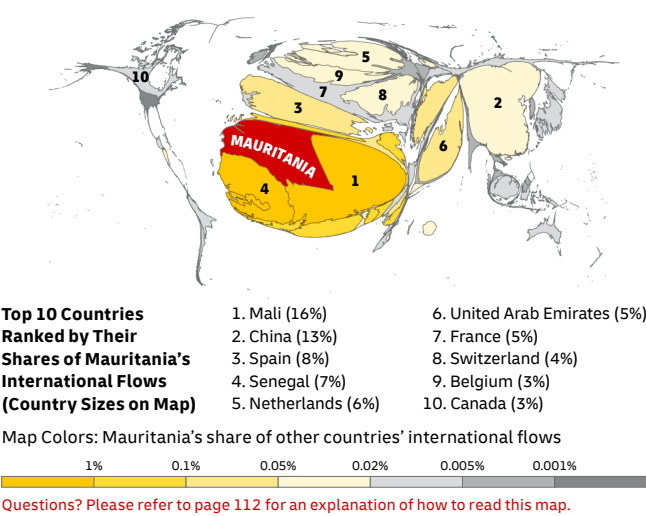 10
5
9
7
8
2
3
6
MAURITANIA
1
4
Top 10 Countries
Ranked by Their
Shares of Mauritania's
International Flows
(Country Sizes on Map)
1. Mali (16%)
2. China (13%)
3. Spain (8%)
4. Senegal (7%)
5. Netherlands (6%)
6. United Arab Emirates (5%)
7. France (5%)
8. Switzerland (4%)
9. Belgium (3%)
10. Canada (3%)
Map Colors: Mauritania's share of other countries' international flows
1% 0.1% 0.05% 0.02% 0.005% 0.001%
Questions? Please refer to page 112 for an explanation of how to read this map.